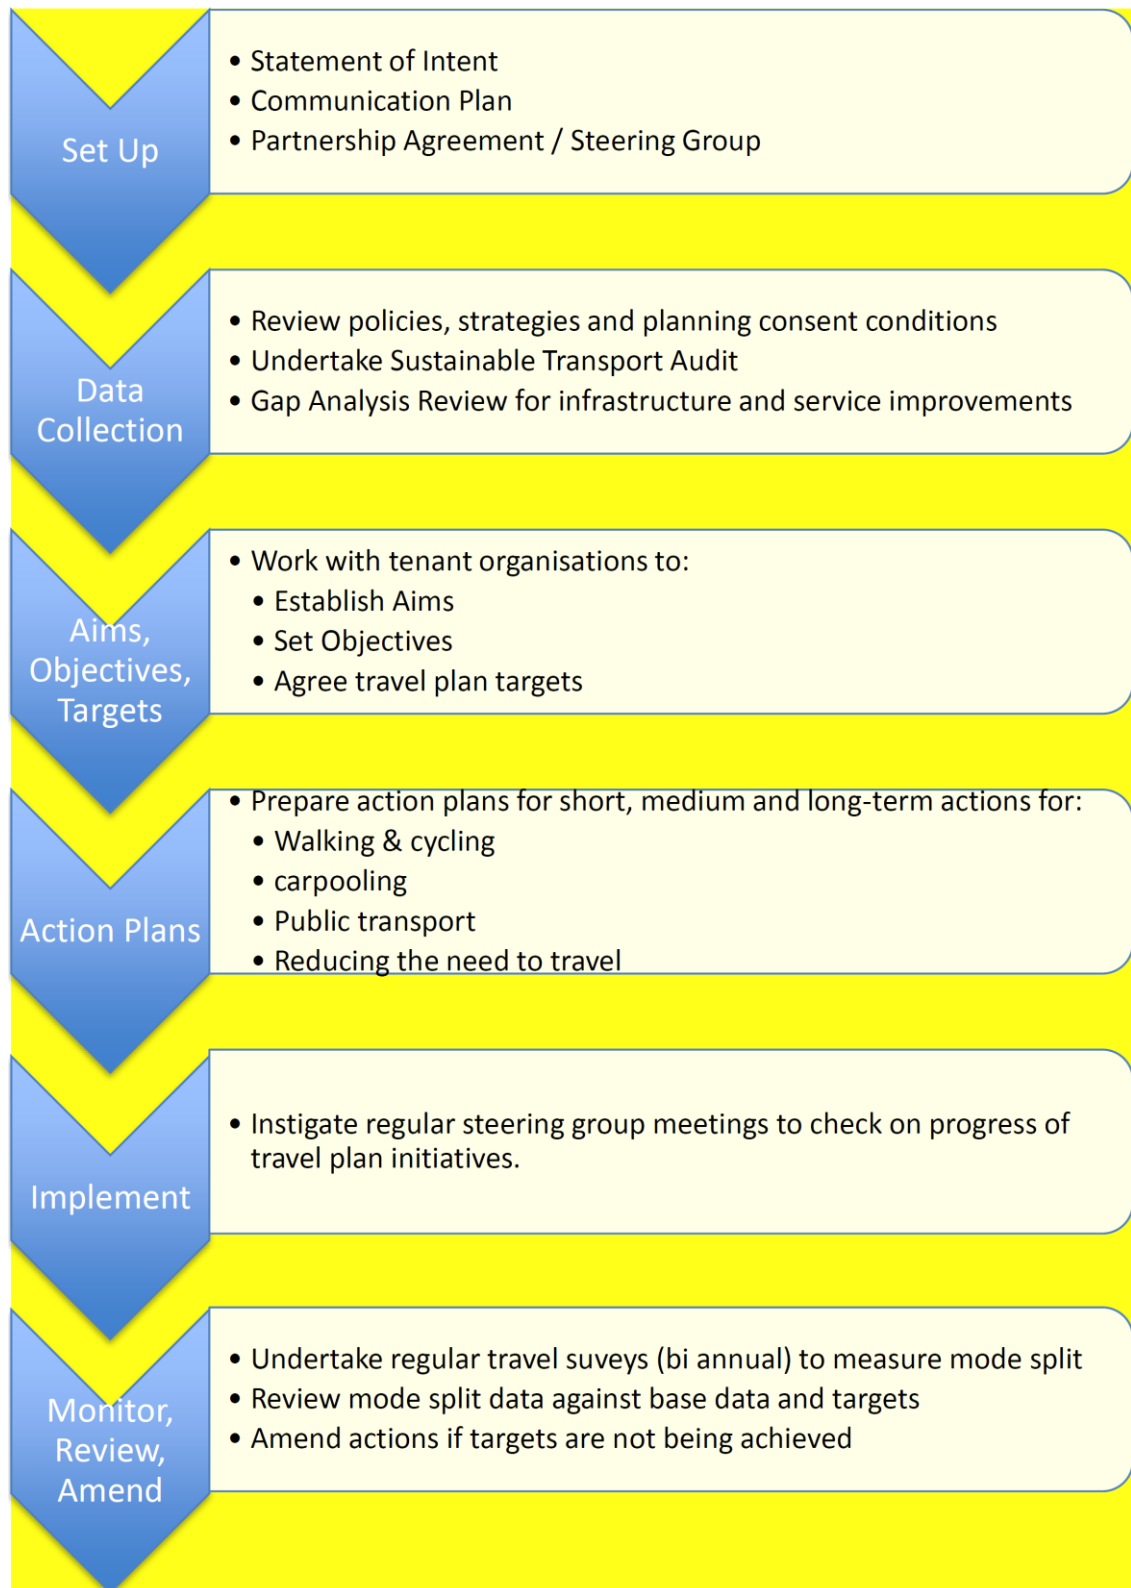 Set Up
• Statement of Intent
• Communication Plan
• Partnership Agreement / Steering Group
Data
Collection
• Review policies, strategies and planning consent conditions
• Undertake Sustainable Transport Audit
• Gap Analysis Review for infrastructure and service improvements
Aims,
Objectives,
Targets
• Work with tenant organisations to:
• Establish Aims
• Set Objectives
• Agree travel plan targets
Action Plans
• Prepare action plans for short, medium and long-term actions for:
• Walking & cycling
• carpooling
• Public transport
• Reducing the need to travel
Implement
• Instigate regular steering group meetings to check on progress of
travel plan initiatives.
Monitor,
Review,
Amend
• Undertake regular travel suveys (bi annual) to measure mode split
• Review mode split data against base data and targets
• Amend actions if targets are not being achieved